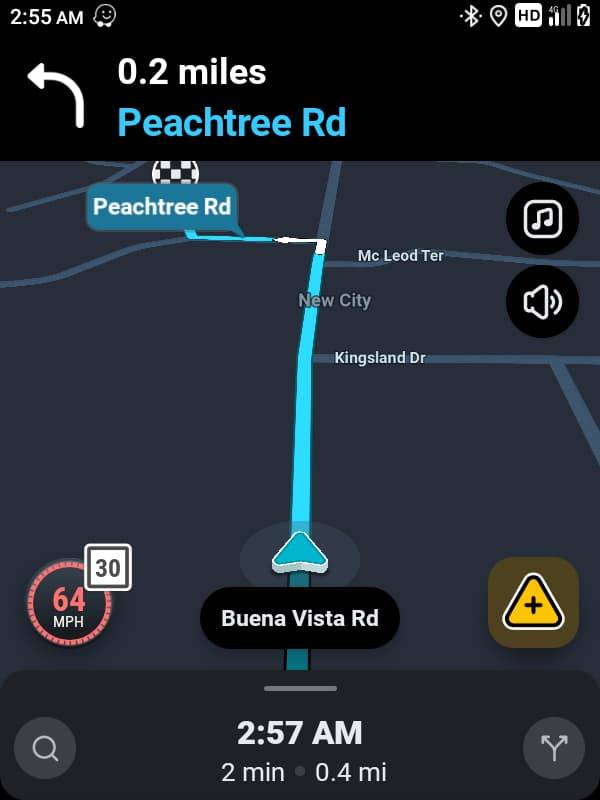 2:55 AM
HD
4G
0.2 miles
Peachtree Rd
Peachtree Rd
Mc Leod Ter
New City
Kingsland Dr
30
64
MPH
Buena Vista Rd
2:57 AM
2 min • 0.4 mi